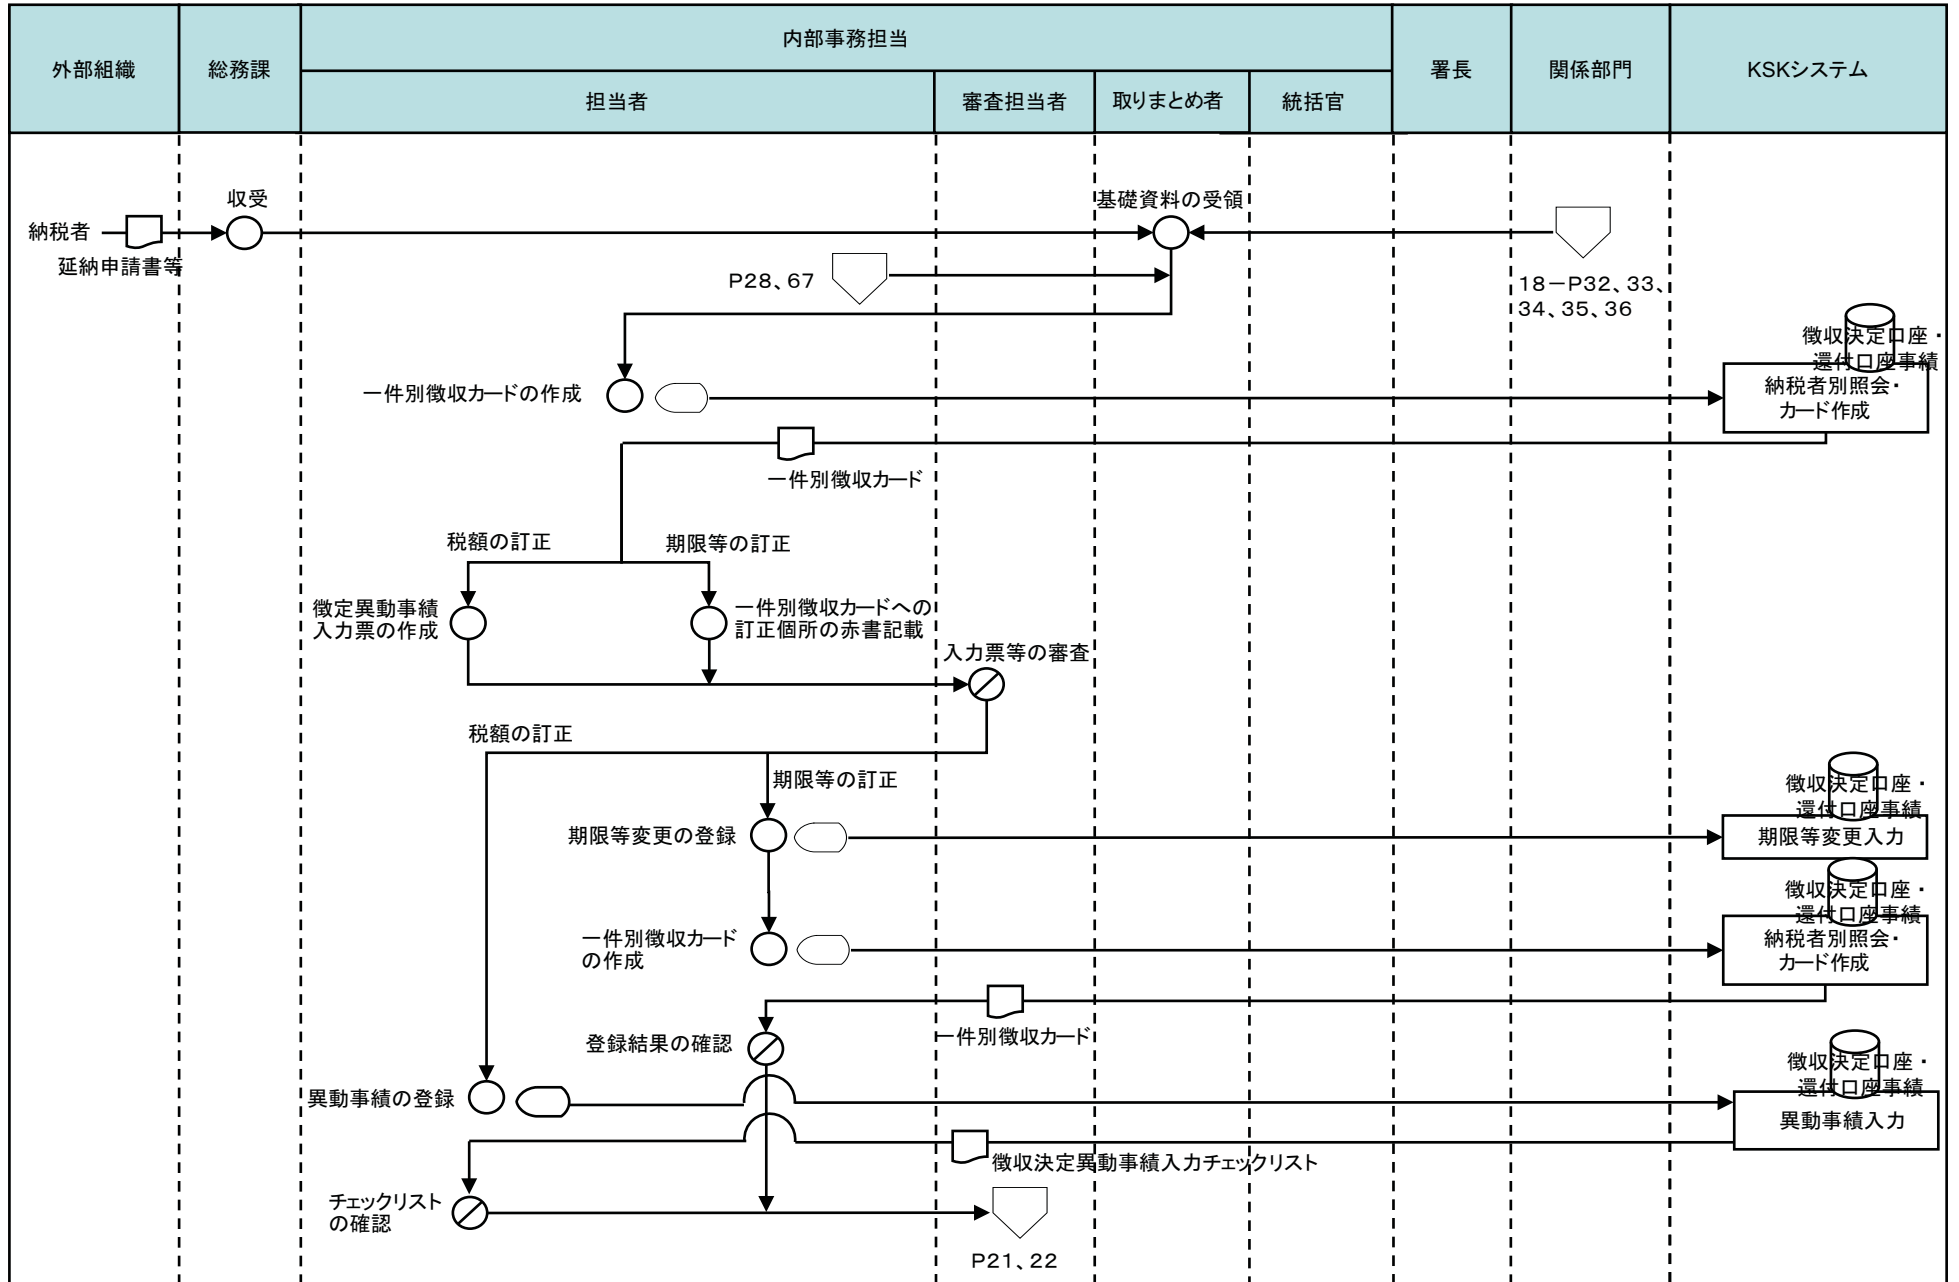 外部組織
総務課
内部事務担当
担当者
審査担当者
取りまとめ者
統括官
署長
関係部門
KSKシステム
収受
基礎資料の受領
納税者
延納申請書等
P28、67
18－P32、33、
34、35、36
徴収決定口座・
還付口座事績
納税者別照会・
カード作成
一件別徴収カードの作成
一件別徴収カード
税額の訂正
期限等の訂正
徴定異動事績
入力票の作成
一件別徴収カードへの
訂正個所の赤書記載
入力票等の審査
税額の訂正
期限等の訂正
徴収決定口座・
還付口座事績
期限等変更の登録
期限等変更入力
徴収決定口座・
還付口座事績
一件別徴収カード
の作成
納税者別照会・
カード作成
一件別徴収カード
登録結果の確認
徴収決定口座・
還付口座事績
異動事績の登録
異動事績入力
徴収決定異動事績入力チェックリスト
チェックリスト
の確認
P21、22